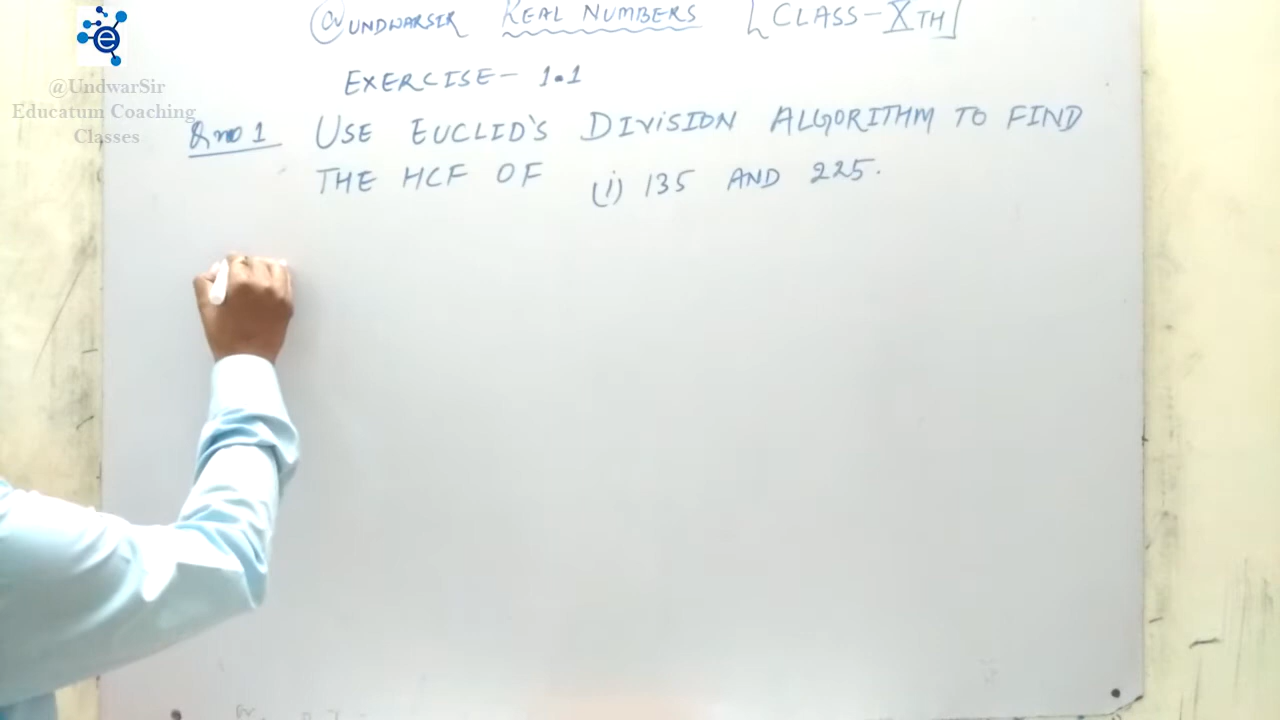 @UNDWARSIR REAL NUMBERS [CLASS-XTH]
EXERCISE- 1.1
@UndwarSir
Educatum Coaching
Classes
Q no 1 USE EUCLID'S DIVISION ALGORITHM TO FIND
THE HCF OF (i) 135 AND 225.